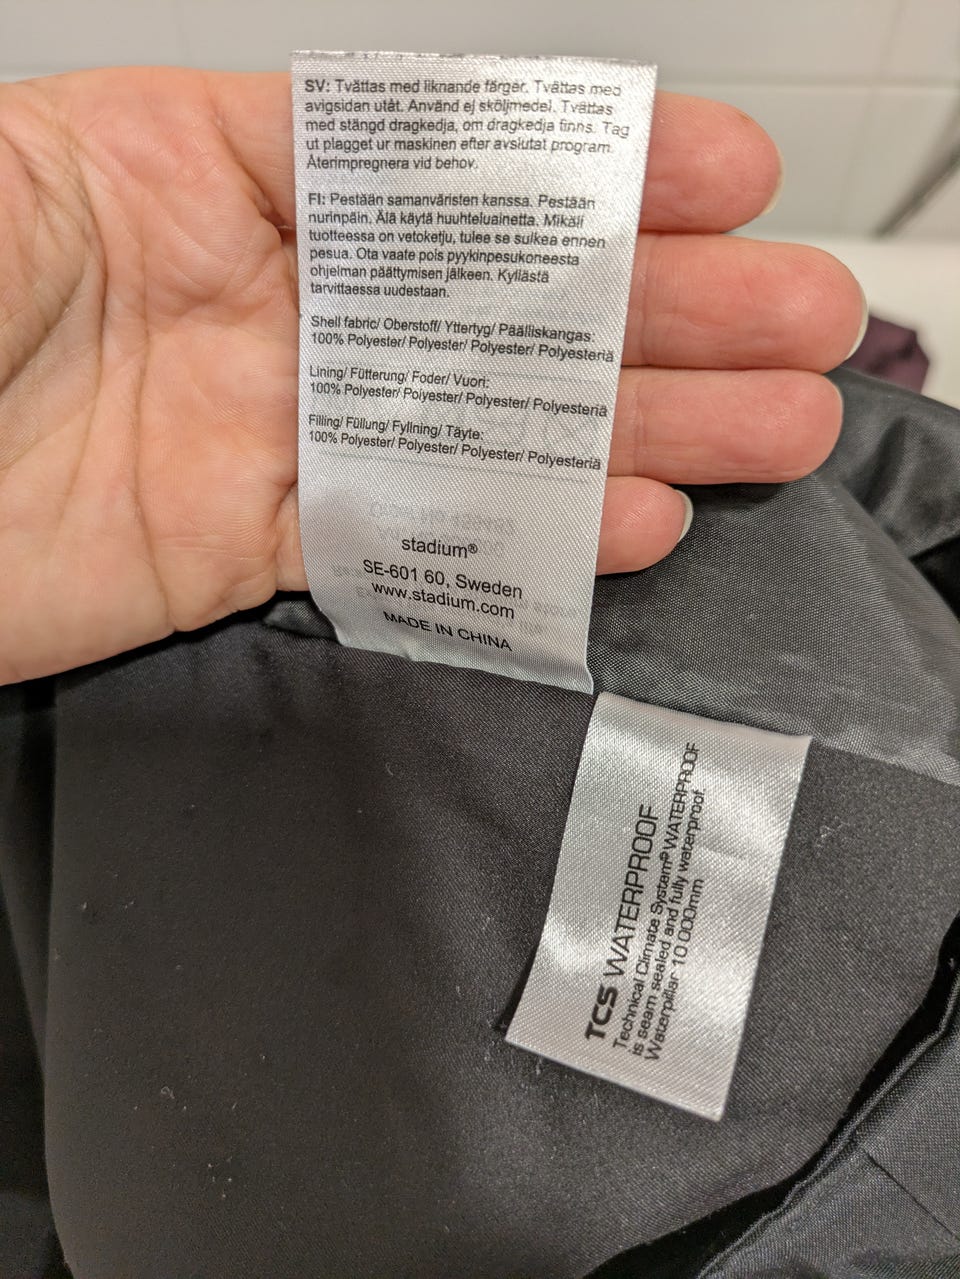 SV: Tvättas med liknande färger. Tvättas med
avigsidan utåt. Använd ej sköljmedel. Tvättas
med stängd dragkedja, om dragkedja finns. Tag
ut plagget ur maskinen efter avslutat program.
Återimpregnera vid behov.
FI: Pestään samanväristen kanssa. Pestään
nurinpäin. Älä käytä huuhteluainetta. Mikäli
tuotteessa on vetoketju, tulee se sulkea ennen
pesua. Ota vaate pois pyykinpesukoneesta
ohjelman päättymisen jälkeen. Kyllästä
tarvittaessa uudestaan.
Shell fabric/ Oberstoff/ Yttertyg/ Päälliskangas:
100% Polyester/ Polyester/ Polyester/ Polyesteriä
Lining/ Fütterung/ Foder/ Vuori:
100% Polyester/ Polyester/ Polyester/ Polyesteriä
Filling/ Füllung/ Fyllning/ Täyte:
100% Polyester/ Polyester/ Polyester/ Polyesteriä
stadium®
SE-601 60, Sweden
www.stadium.com
MADE IN CHINA
TCS WATERPROOF
Technical Climate System® WATERPROOF
is seam sealed and fully waterproof.
Waterpillar 10 000mm